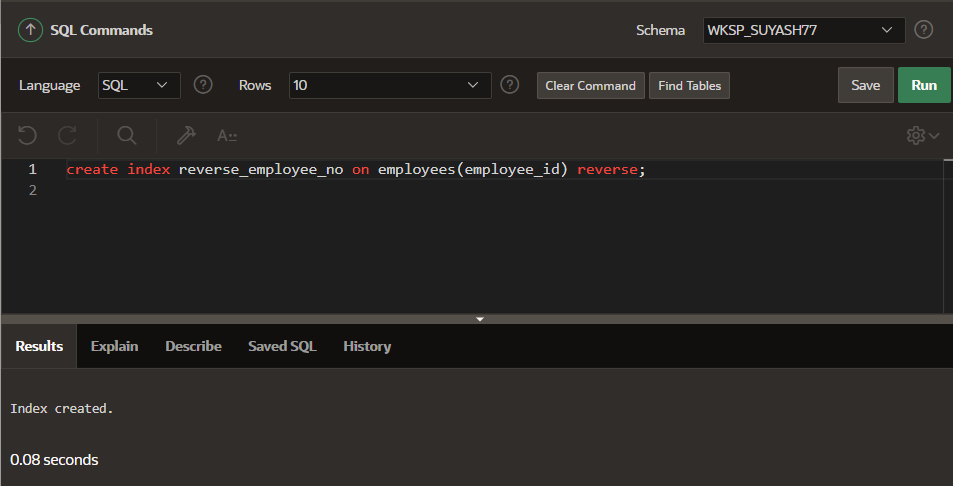 SQL Commands Schema WKSP_SUYASH77 ?
Language SQL ? Rows 10 ? Clear Command Find Tables Save Run
A
1 create index reverse_employee_no on employees(employee_id) reverse;
2
Results Explain Describe Saved SQL History
Index created.
0.08 seconds